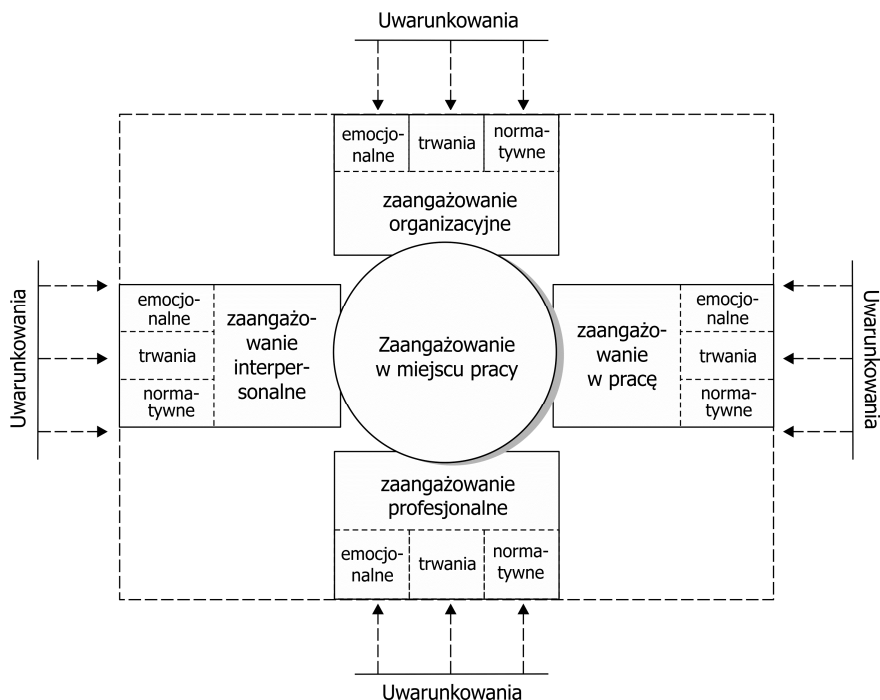 Uwarunkowania
emocjo-
nalne
trwania
norma-
tywne
zaangażowanie
organizacyjne
Uwarunkowania
emocjo-
nalne
trwania
norma-
tywne
zaangażo-
wanie
interper-
sonalne
Zaangażowanie
w miejscu pracy
zaangażo-
wanie
w pracę
emocjo-
nalne
trwania
norma-
tywne
Uwarunkowania
zaangażowanie
profesjonalne
emocjo-
nalne
trwania
norma-
tywne
Uwarunkowania